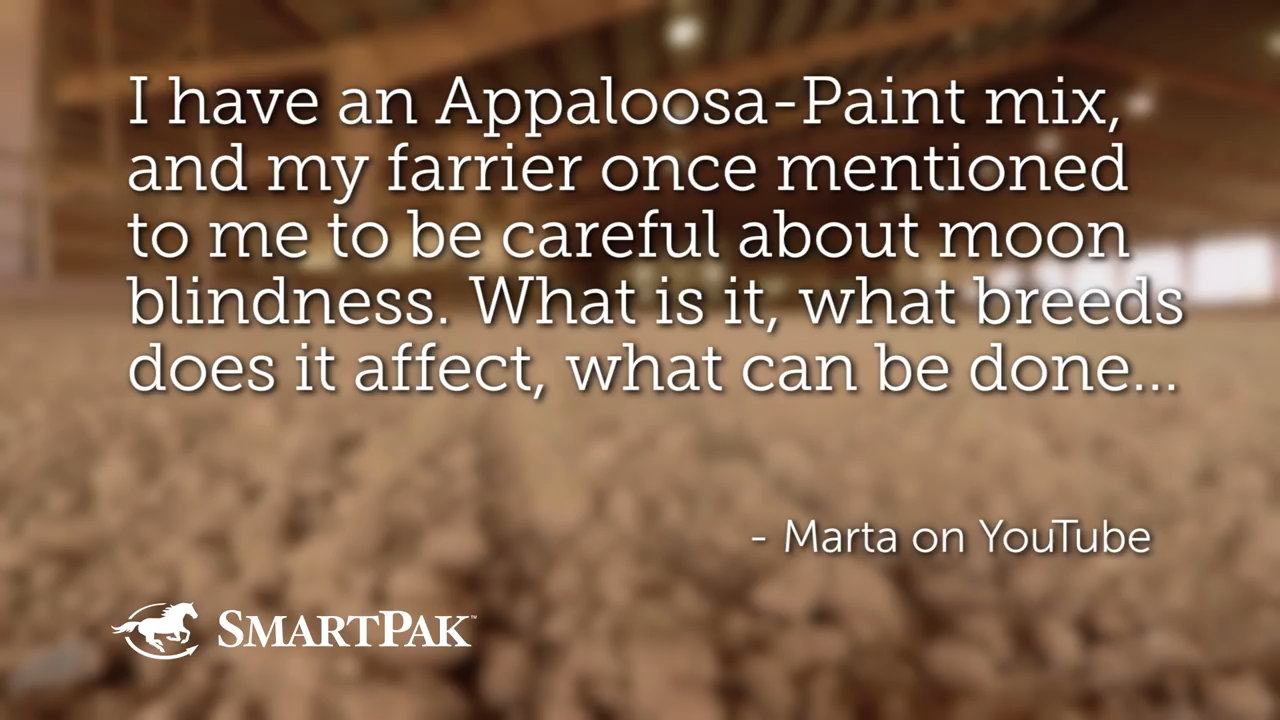 I have an Appaloosa-Paint mix,
and my farrier once mentioned
to me to be careful about moon
blindness. What is it, what breeds
does it affect, what can be done...
- Marta on YouTube
SMARTPAK™